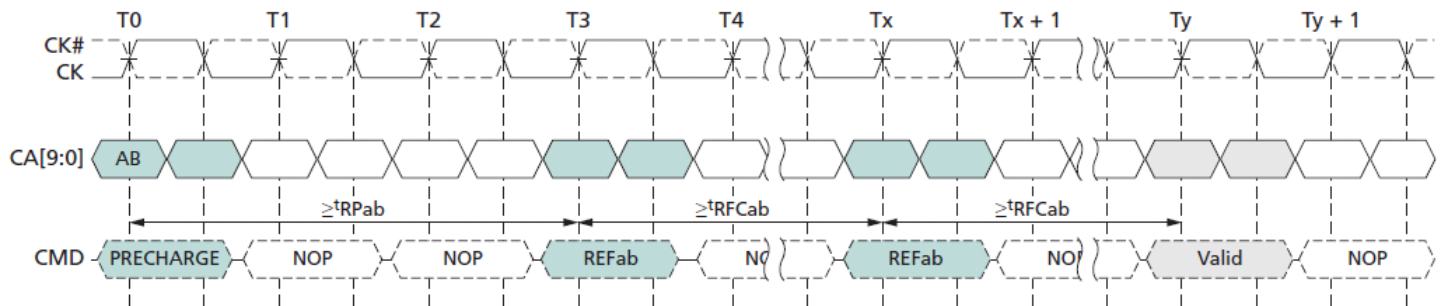 T0 T1 T2 T3 T4 Tx Tx + 1 Ty Ty + 1
CK#
CK
CA[9:0] AB
≥tRPab ≥tRFCab ≥tRFCab
CMD PRECHARGE NOP NOP REFab REFab Valid NOP